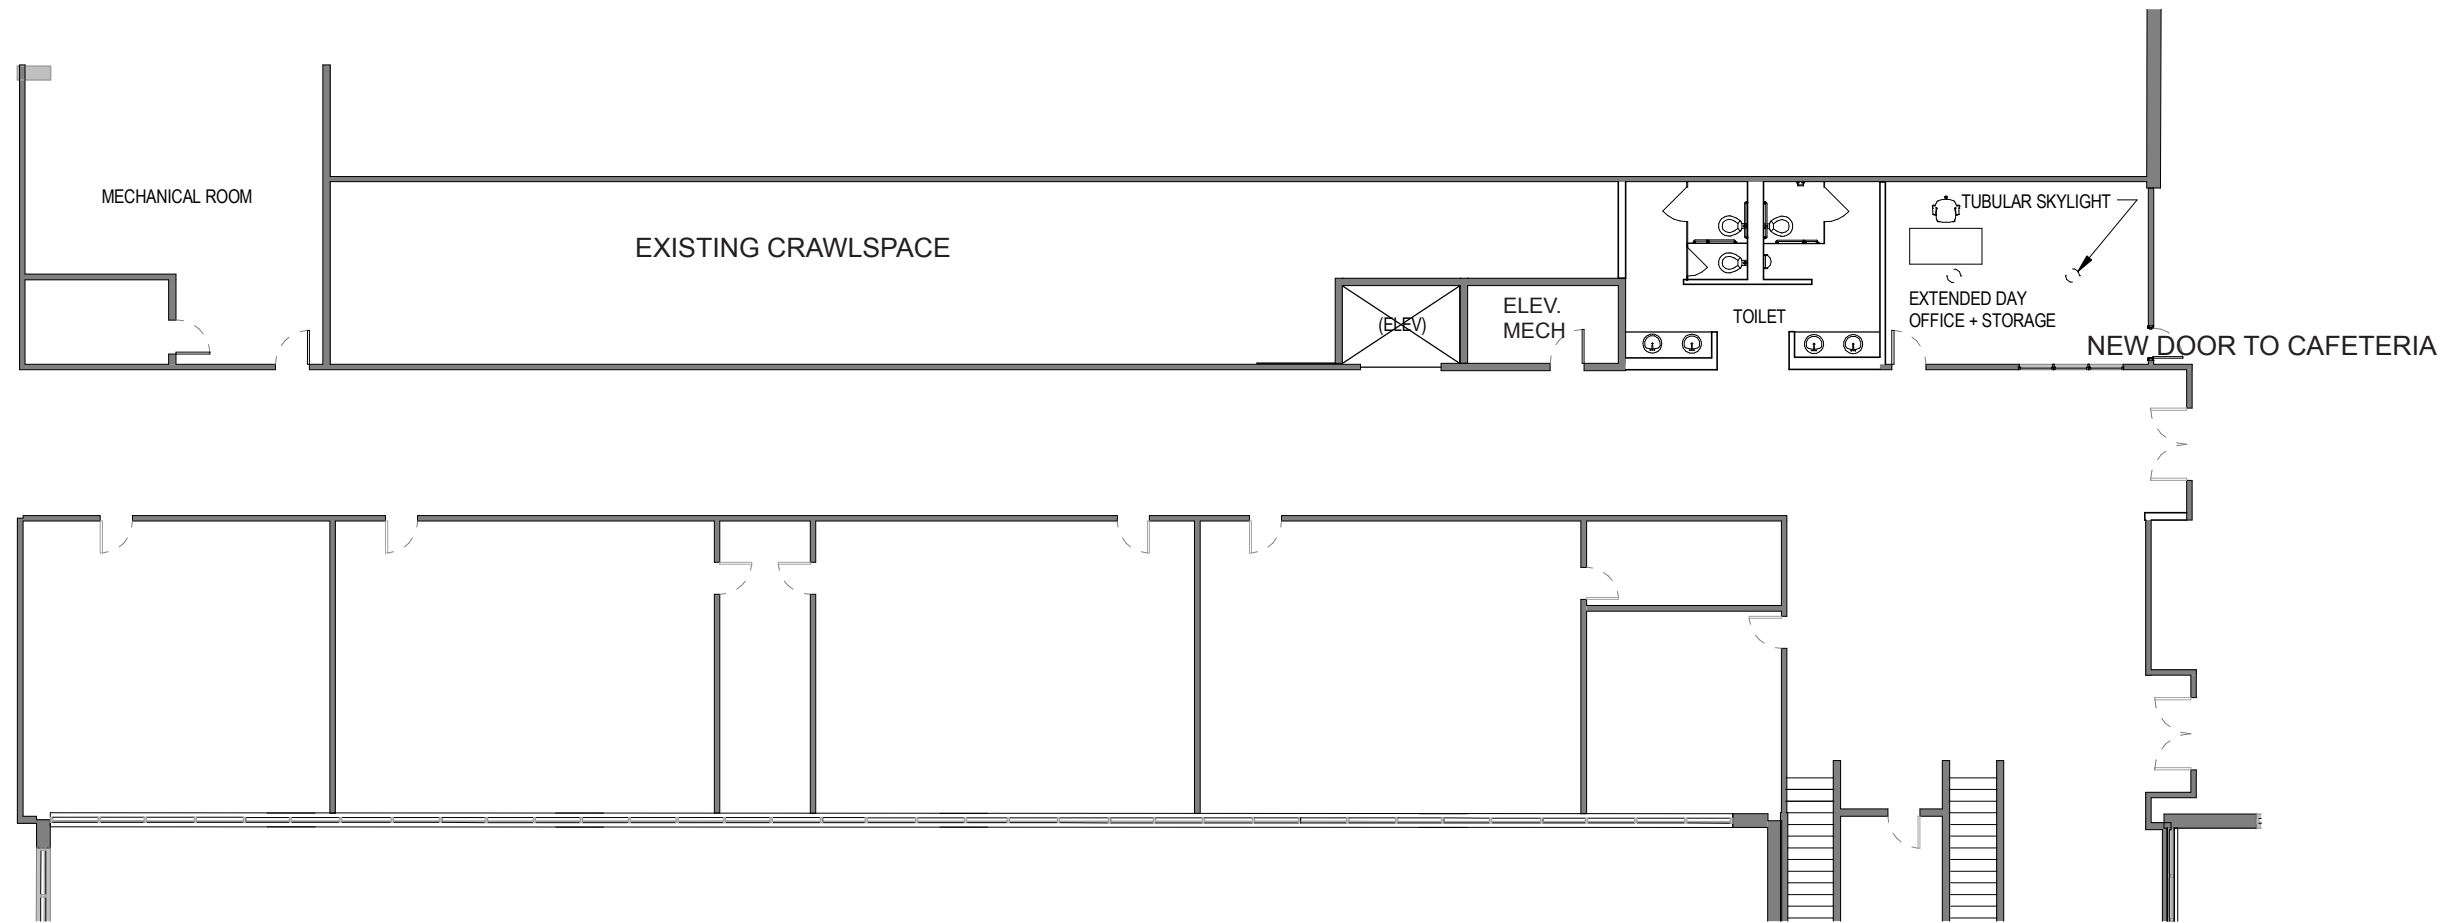 MECHANICAL ROOM
EXISTING CRAWLSPACE
(ELEV)
ELEV.
MECH
TOILET
TUBULAR SKYLIGHT
EXTENDED DAY
OFFICE + STORAGE
NEW DOOR TO CAFETERIA